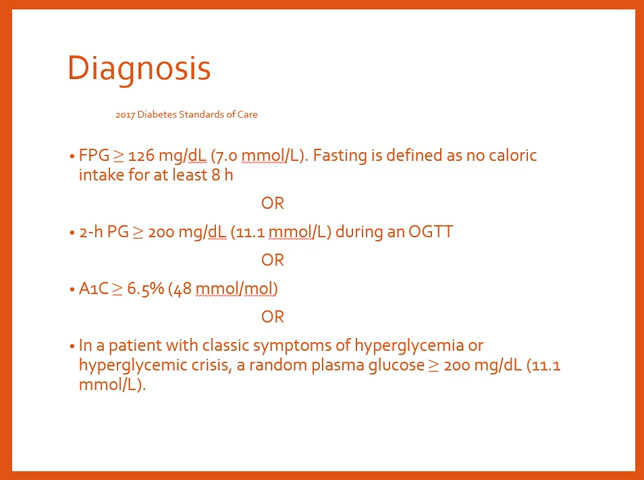 Diagnosis
2017 Diabetes Standards of Care
• FPG ≥ 126 mg/dL (7.0 mmol/L). Fasting is defined as no caloric
intake for at least 8 h
OR
• 2-h PG ≥ 200 mg/dL (11.1 mmol/L) during an OGTT
OR
• A1C ≥ 6.5% (48 mmol/mol)
OR
• In a patient with classic symptoms of hyperglycemia or
hyperglycemic crisis, a random plasma glucose ≥ 200 mg/dL (11.1
mmol/L).